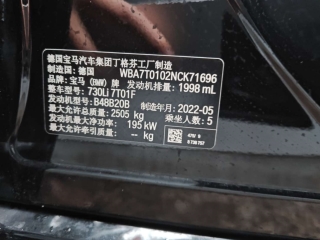 德国宝马汽车集团丁格芬工厂制造
制造国：德国 WBA7T0102NCK71696
品牌：宝马（BMW）牌 发动机排量：1998 mL
整车型号：730Li 7T01F
发动机型号：B48B20B 制造年月：2022-05
最大允许总质量：2505 kg 乘坐人数：5
发动机最大净功率：195 kW
最大允许牵引质量：-- kg